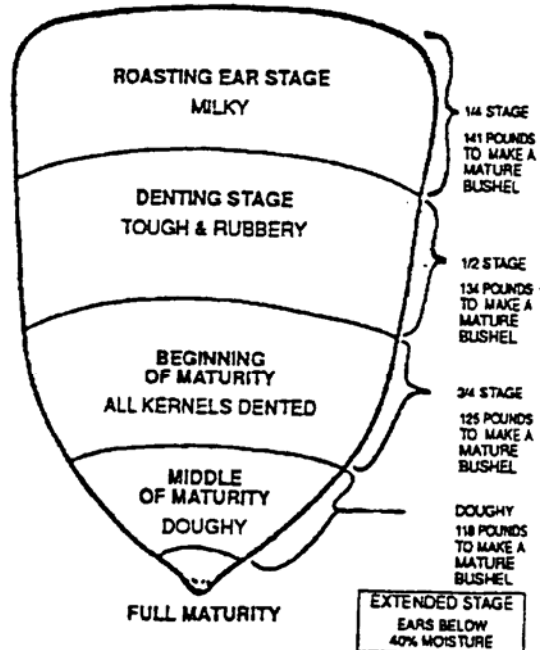 ROASTING EAR STAGE
MILKY
1/4 STAGE
141 POUNDS
TO MAKE A
MATURE
BUSHEL
DENTING STAGE
TOUGH & RUBBERY
1/2 STAGE
134 POUNDS
TO MAKE A
MATURE
BUSHEL
BEGINNING
OF MATURITY
ALL KERNELS DENTED
3/4 STAGE
125 POUNDS
TO MAKE A
MATURE
BUSHEL
MIDDLE
OF MATURITY
DOUGHY
DOUGHY
118 POUNDS
TO MAKE A
MATURE
BUSHEL
FULL MATURITY
EXTENDED STAGE
EARS BELOW
40% MOISTURE